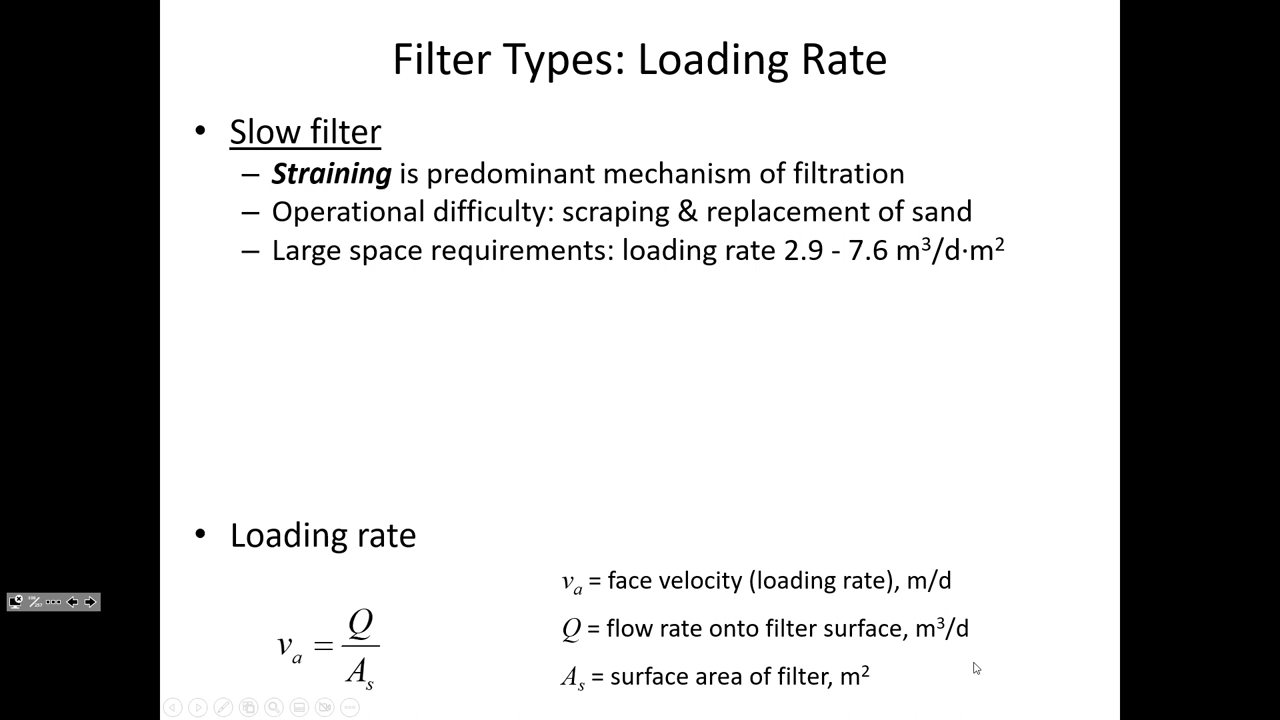 Filter Types: Loading Rate
• Slow filter
– Straining is predominant mechanism of filtration
– Operational difficulty: scraping & replacement of sand
– Large space requirements: loading rate 2.9 - 7.6 m³/d·m²
• Loading rate
vₐ = Q / Aₛ
vₐ = face velocity (loading rate), m/d
Q = flow rate onto filter surface, m³/d
Aₛ = surface area of filter, m²